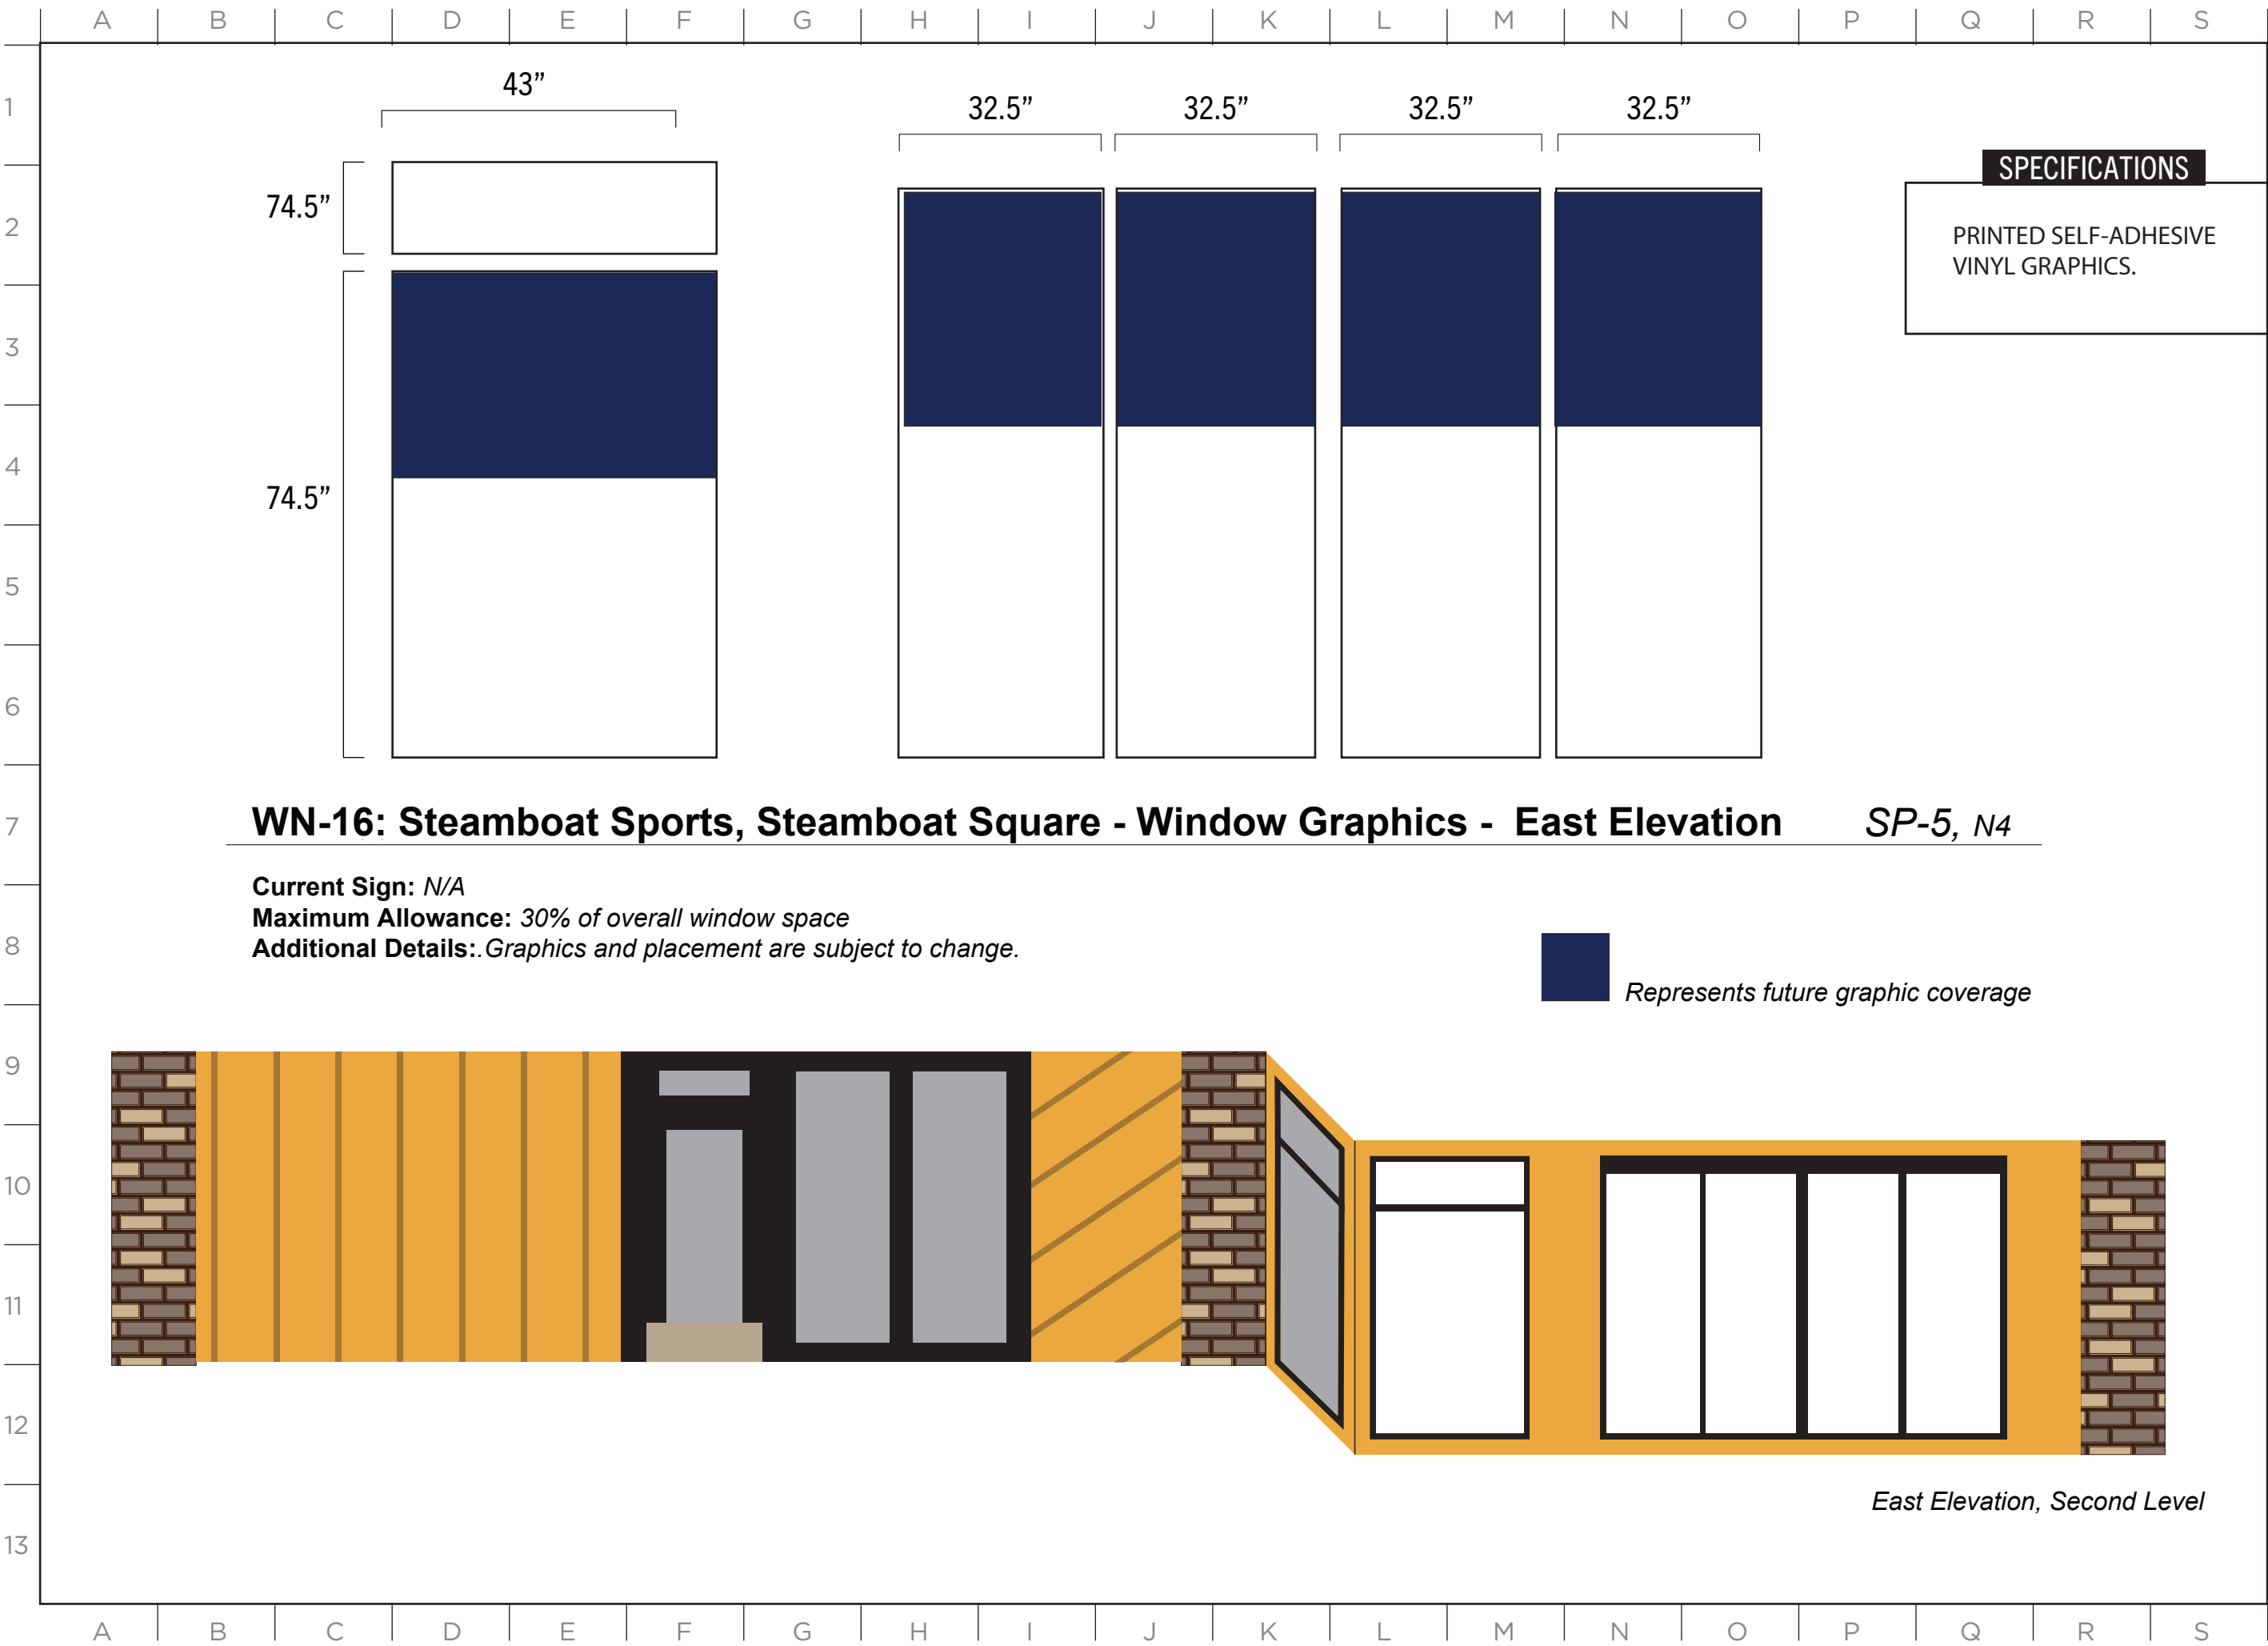 A B C D E F G H I J K L M N O P Q R S
1
2
3
4
5
6
7
8
9
10
11
12
13
43”
32.5” 32.5” 32.5” 32.5”
74.5”
74.5”
SPECIFICATIONS
PRINTED SELF-ADHESIVE
VINYL GRAPHICS.
WN-16: Steamboat Sports, Steamboat Square - Window Graphics - East Elevation SP-5, N4
Current Sign: N/A
Maximum Allowance: 30% of overall window space
Additional Details:.Graphics and placement are subject to change.
Represents future graphic coverage
East Elevation, Second Level
A B C D E F G H I J K L M N O P Q R S